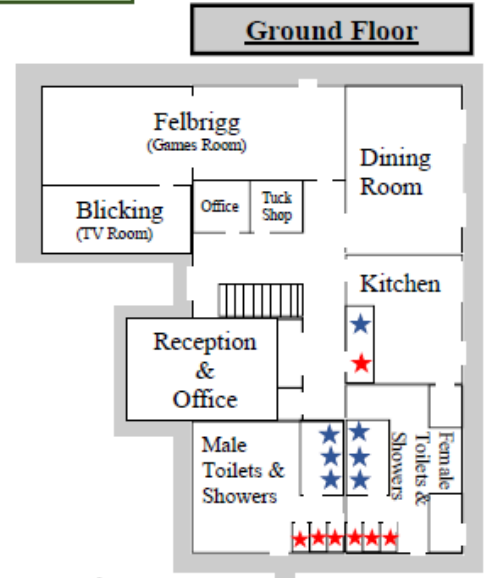 Ground Floor
Felbrigg
(Games Room)
Dining
Room
Blicking
(TV Room)
Office
Tuck
Shop
Kitchen
Reception
&
Office
Male
Toilets &
Showers
Female
Toilets &
Showers